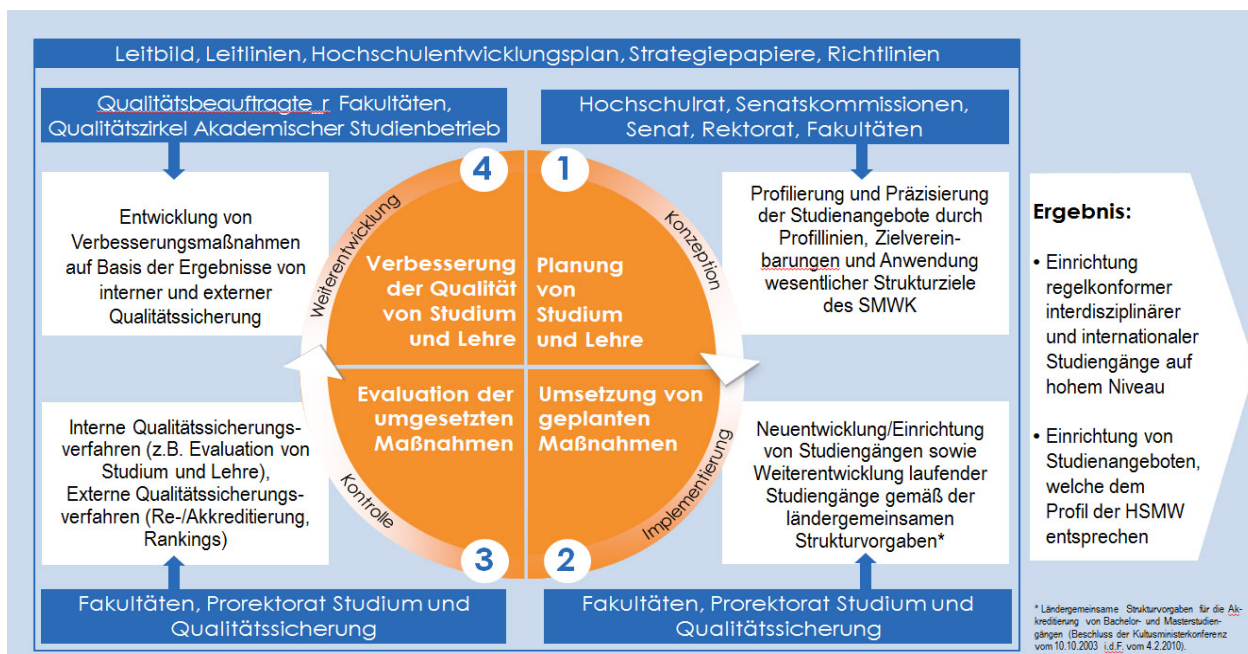 Leitbild, Leitlinien, Hochschulentwicklungsplan, Strategiepapiere, Richtlinien
Qualitätsbeauftragte_r Fakultäten,
Qualitätszirkel Akademischer Studienbetrieb
Hochschulrat, Senatskommissionen,
Senat, Rektorat, Fakultäten
4
1
Entwicklung von
Verbesserungsmaßnahmen
auf Basis der Ergebnisse von
interner und externer
Qualitätssicherung
Weiterentwicklung
Verbesserung
der Qualität
von Studium
und Lehre
Planung
von
Studium
und Lehre
Konzeption
Profilierung und Präzisierung
der Studienangebote durch
Profillinien, Zielverein-
barungen und Anwendung
wesentlicher Strukturziele
des SMWK
Interne Qualitätssicherungs-
verfahren (z.B. Evaluation von
Studium und Lehre),
Externe Qualitätssicherungs-
verfahren (Re-/Akkreditierung,
Rankings)
Kontrolle
Evaluation der
umgesetzten
Maßnahmen
Umsetzung von
geplanten
Maßnahmen
Implementierung
Neuentwicklung/Einrichtung
von Studiengängen sowie
Weiterentwicklung laufender
Studiengänge gemäß der
ländergemeinsamen
Strukturvorgaben*
3
2
Fakultäten, Prorektorat Studium und
Qualitätssicherung
Fakultäten, Prorektorat Studium und
Qualitätssicherung
Ergebnis:
• Einrichtung
regelkonformer
interdisziplinärer
und internationaler
Studiengänge auf
hohem Niveau
• Einrichtung von
Studienangeboten,
welche dem
Profil der HSMW
entsprechen
* Ländergemeinsame Strukturvorgaben für die Ak-
kreditierung von Bachelor- und Masterstudien-
gängen (Beschluss der Kultusministerkonferenz
vom 10.10.2003 i.d.F. vom 4.2.2010).